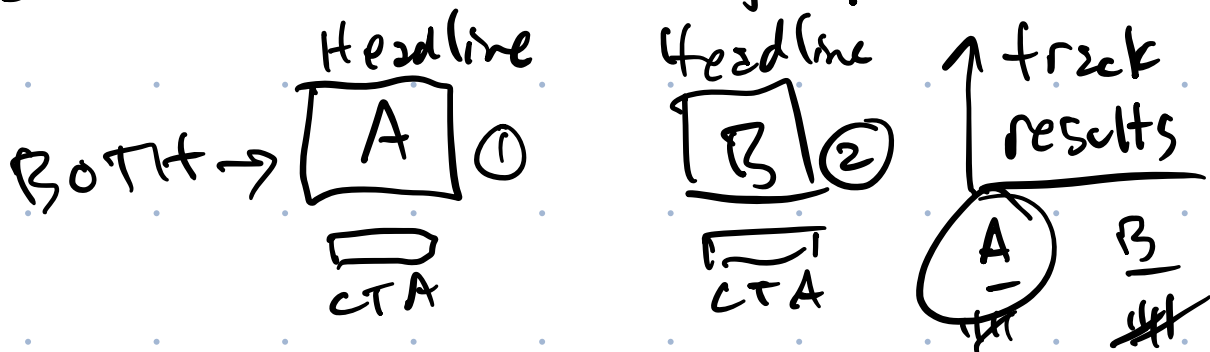 Headline
BOTH → A ①
CTA
Headline
B ②
CTA
track
results
A B